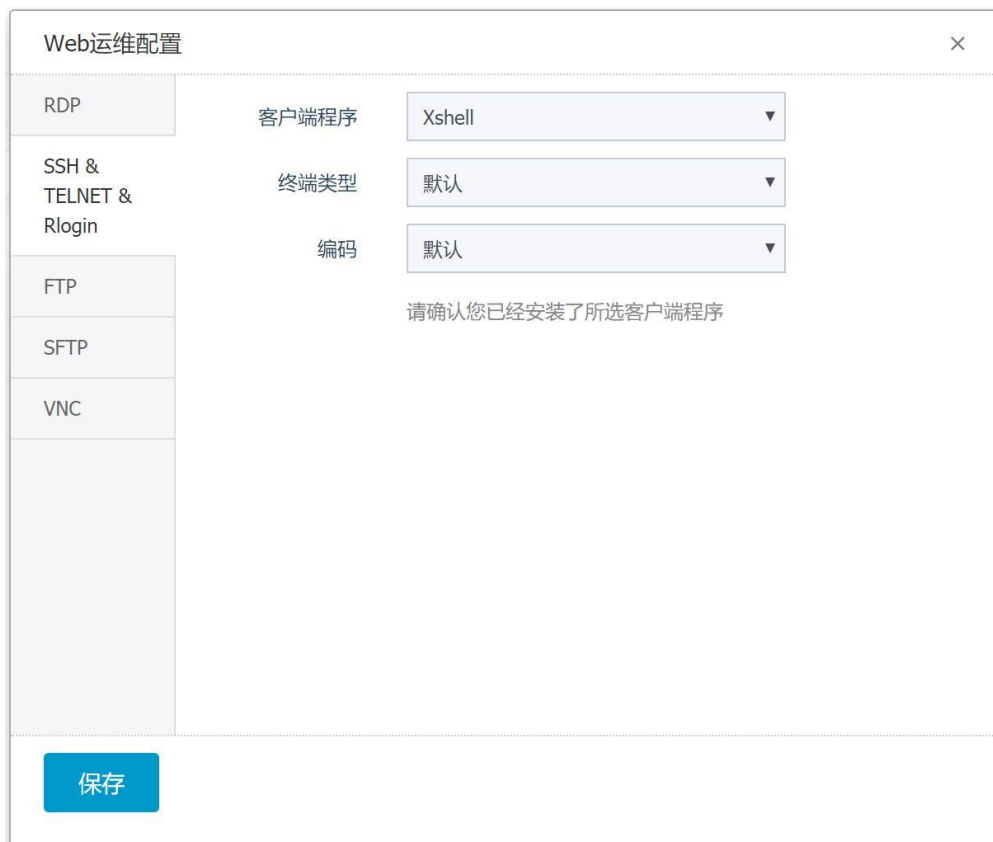 Web运维配置
×
RDP
SSH &
TELNET &
Rlogin
FTP
SFTP
VNC
客户端程序
Xshell
终端类型
默认
编码
默认
请确认您已经安装了所选客户端程序
保存